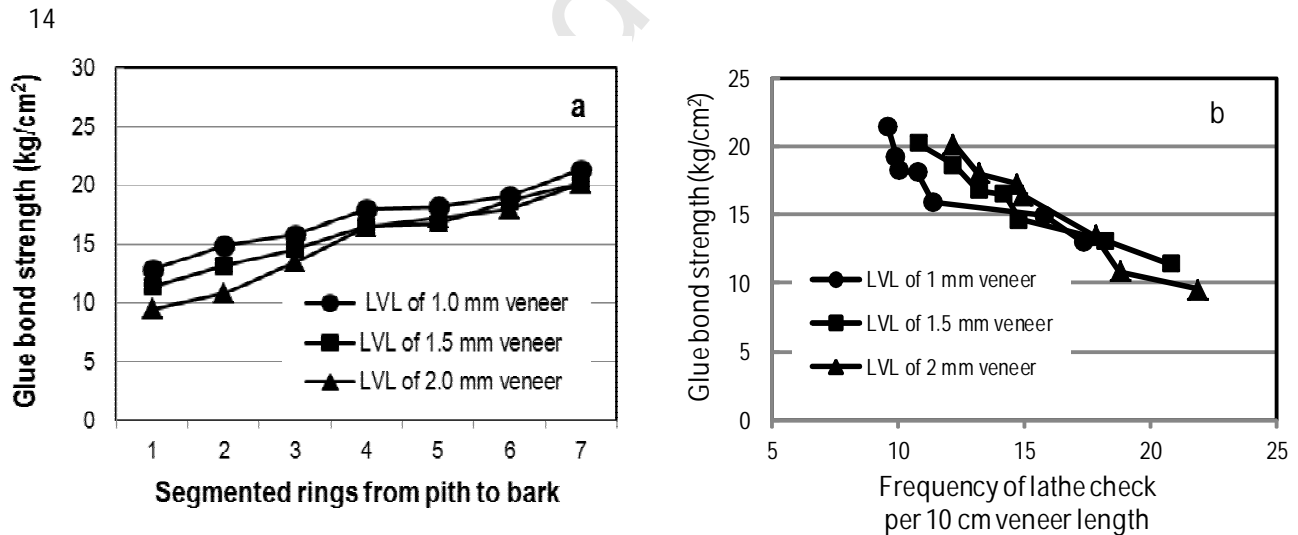 14
30
25
20
15
10
5
0
Glue bond strength (kg/cm²)
a
LVL of 1.0 mm veneer
LVL of 1.5 mm veneer
LVL of 2.0 mm veneer
1 2 3 4 5 6 7
Segmented rings from pith to bark
25
20
15
10
5
0
Glue bond strength (kg/cm²)
b
LVL of 1 mm veneer
LVL of 1.5 mm veneer
LVL of 2 mm veneer
5 10 15 20 25
Frequency of lathe check
per 10 cm veneer length